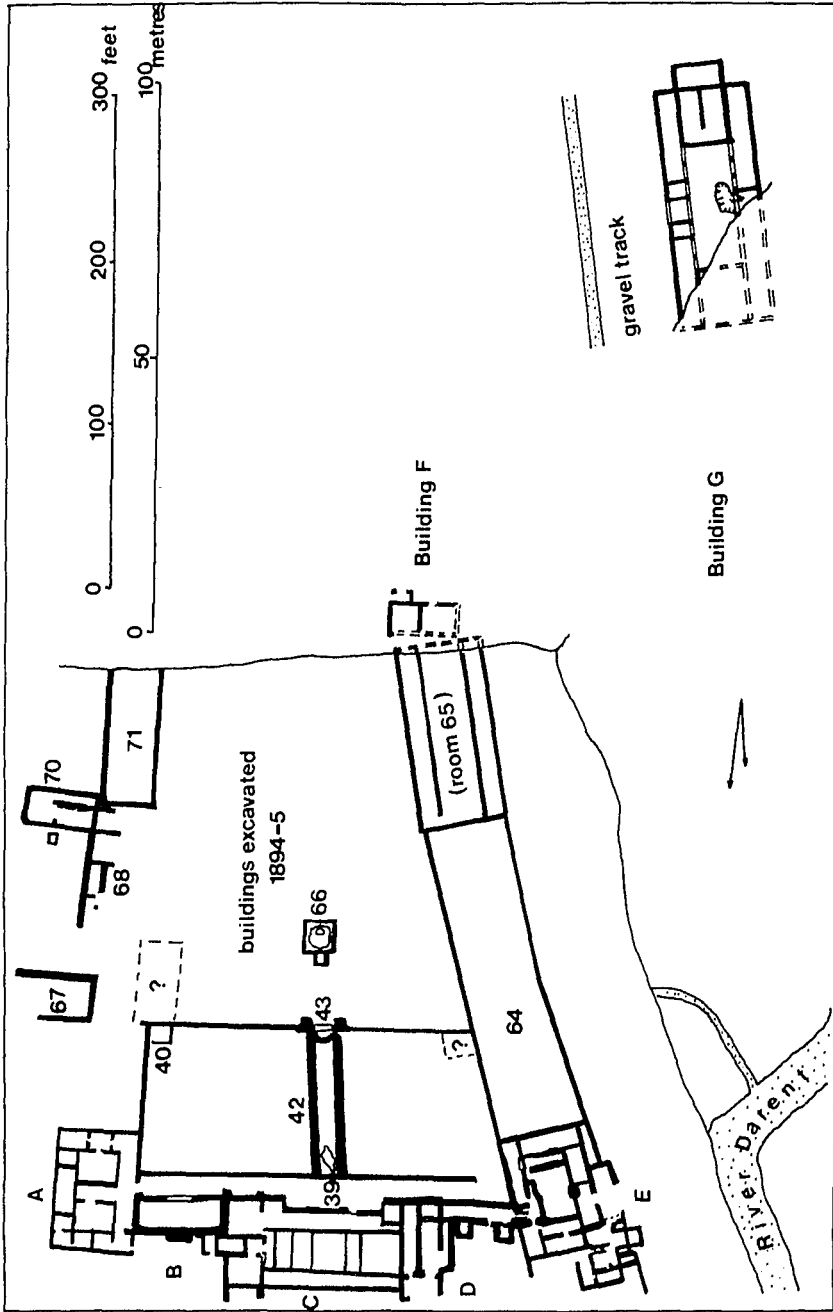 A
67
70
0 100 200 300
feet
68
71
0 50 100
metres
B
40
?
buildings excavated
1894-5
C
39
42
43
66
Building F
(room 65)
D
?
64
E
gravel track
Building G
River Darent